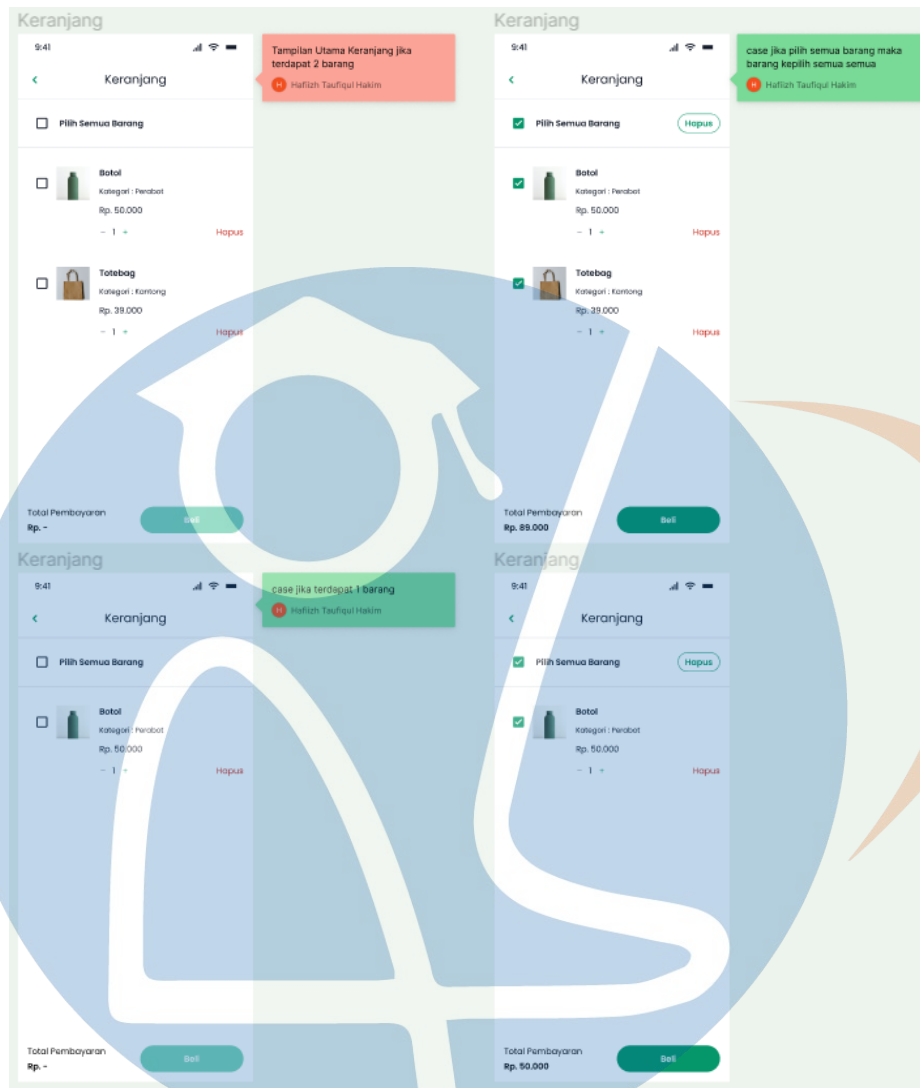 Keranjang
9:41
Keranjang
Pilih Semua Barang
Botol
Kategori : Perabot
Rp. 50.000
- 1 +
Hapus
Totebag
Kategori : Kantong
Rp. 39.000
- 1 +
Hapus
Total Pembayaran
Rp. -
Beli
Tampilan Utama Keranjang jika
terdapat 2 barang
H Hafiizh Taufiqul Hakim
Keranjang
9:41
Keranjang
Pilih Semua Barang
Hapus
Botol
Kategori : Perabot
Rp. 50.000
- 1 +
Hapus
Totebag
Kategori : Kantong
Rp. 39.000
- 1 +
Hapus
Total Pembayaran
Rp. 89.000
Beli
case jika pilih semua barang maka
barang kepilih semua semua
H Hafiizh Taufiqul Hakim
Keranjang
9:41
Keranjang
Pilih Semua Barang
Botol
Kategori : Perabot
Rp. 50.000
- 1 +
Hapus
Total Pembayaran
Rp. -
Beli
case jika terdapat 1 barang
H Hafiizh Taufiqul Hakim
Keranjang
9:41
Keranjang
Pilih Semua Barang
Hapus
Botol
Kategori : Perabot
Rp. 50.000
- 1 +
Hapus
Total Pembayaran
Rp. 50.000
Beli